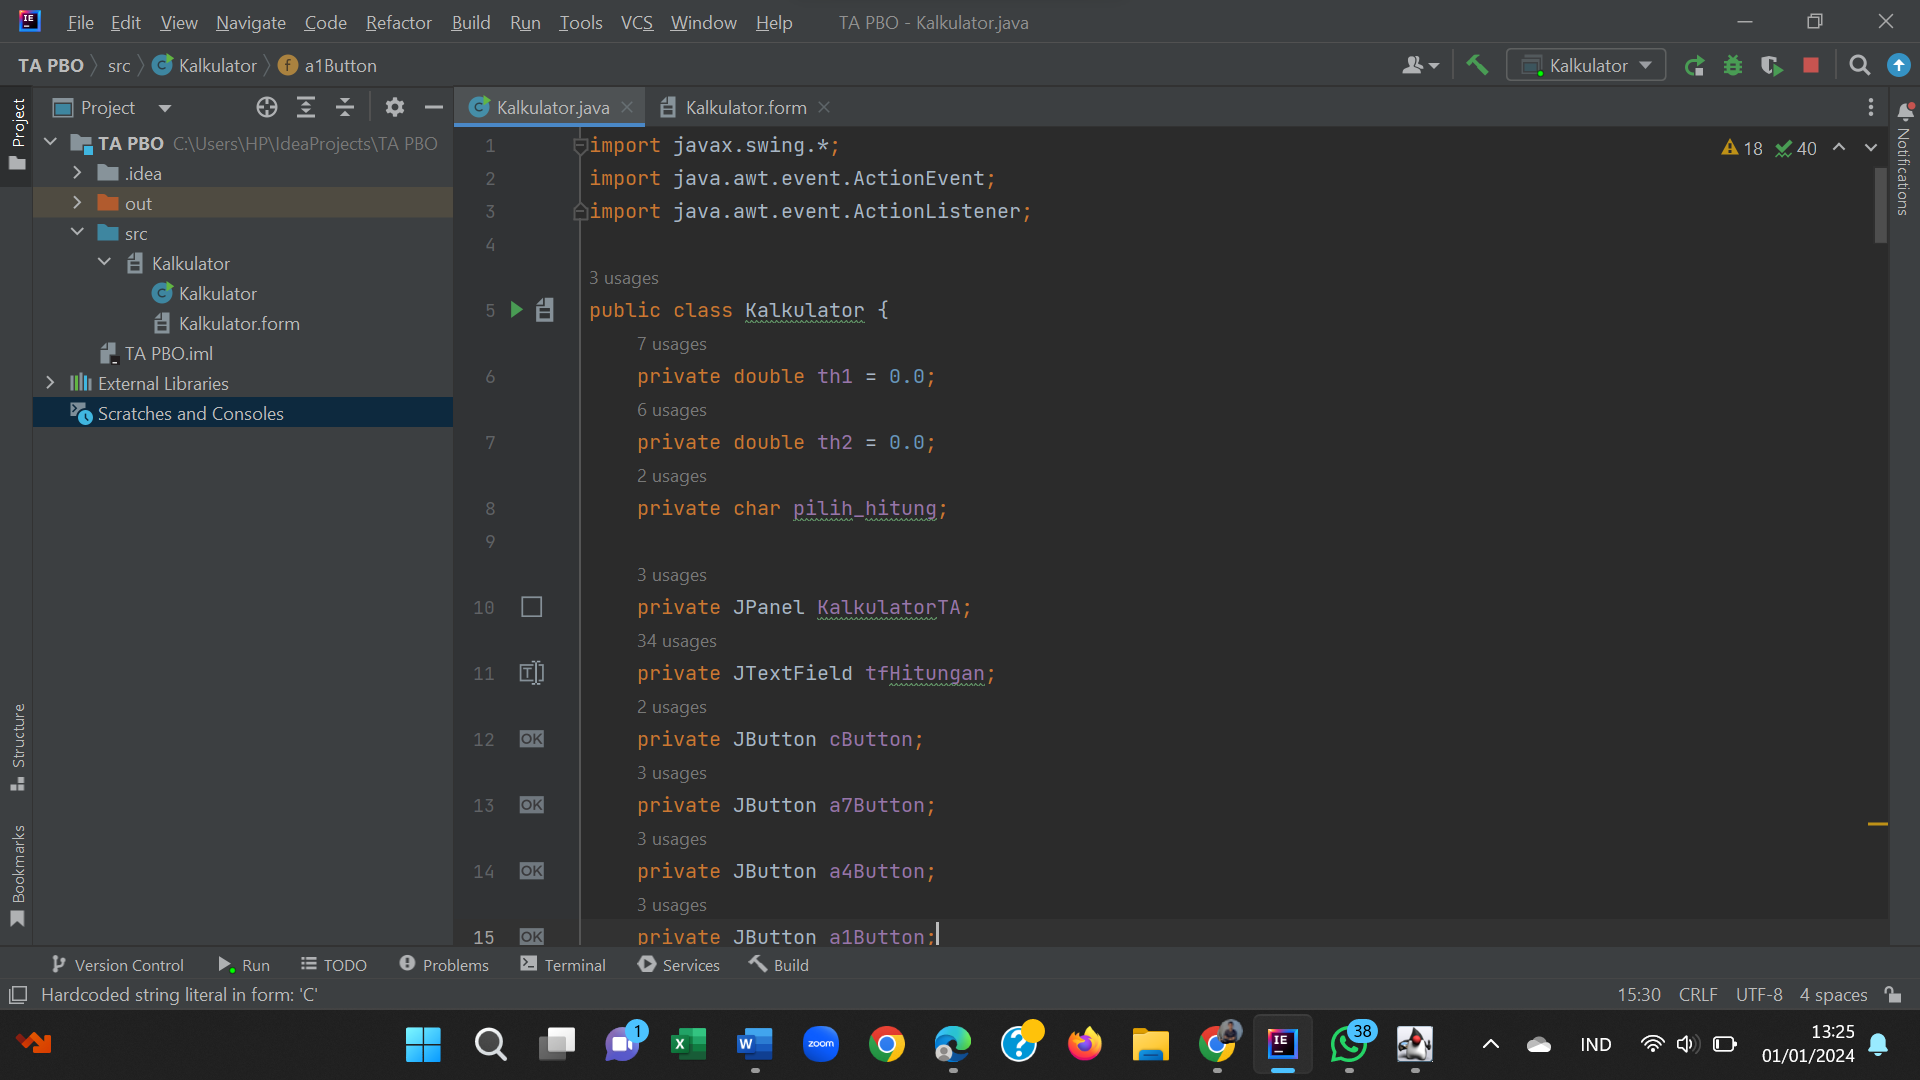 File Edit View Navigate Code Refactor Build Run Tools VCS Window Help TA PBO - Kalkulator.java
TA PBO src Kalkulator a1Button Kalkulator
Project Project Kalkulator.java Kalkulator.form
TA PBO C:\Users\HP\IdeaProjects\TA PBO
.idea
out
src
Kalkulator
Kalkulator
Kalkulator.form
TA PBO.iml
External Libraries
Scratches and Consoles
1 import javax.swing.*;
2 import java.awt.event.ActionEvent;
3 import java.awt.event.ActionListener;
4
3 usages
5 public class Kalkulator {
7 usages
6 private double th1 = 0.0;
6 usages
7 private double th2 = 0.0;
2 usages
8 private char pilih_hitung;
9
3 usages
10 private JPanel KalkulatorTA;
34 usages
11 private JTextField tfHitungan;
2 usages
12 OK private JButton cButton;
3 usages
13 OK private JButton a7Button;
3 usages
14 OK private JButton a4Button;
3 usages
15 OK private JButton a1Button;
18 40
Notifications
Structure
Bookmarks
Version Control Run TODO Problems Terminal Services Build
Hardcoded string literal in form: 'C' 15:30 CRLF UTF-8 4 spaces
1 zoom 38 IND 13:25
01/01/2024